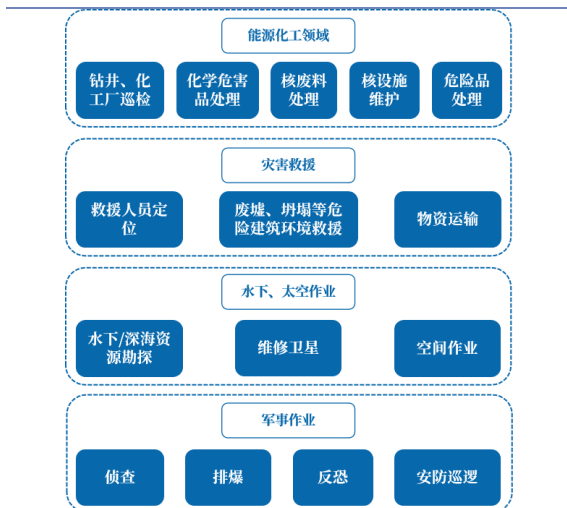 能源化工领域
钻井、化
工厂巡检
化学危害
品处理
核废料
处理
核设施
维护
危险品
处理
灾害救援
救援人员定
位
废墟、坍塌等危
险建筑环境救援
物资运输
水下、太空作业
水下/深海资
源勘探
维修卫星
空间作业
军事作业
侦查
排爆
反恐
安防巡逻